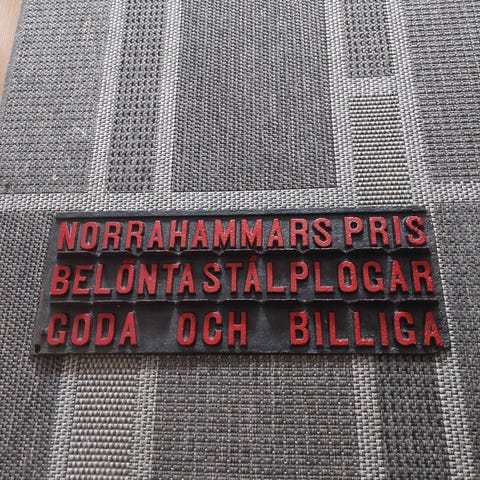 NORRAHAMMARS PRIS
BELÖNTA STÅLPLOGAR
GODA OCH BILLIGA